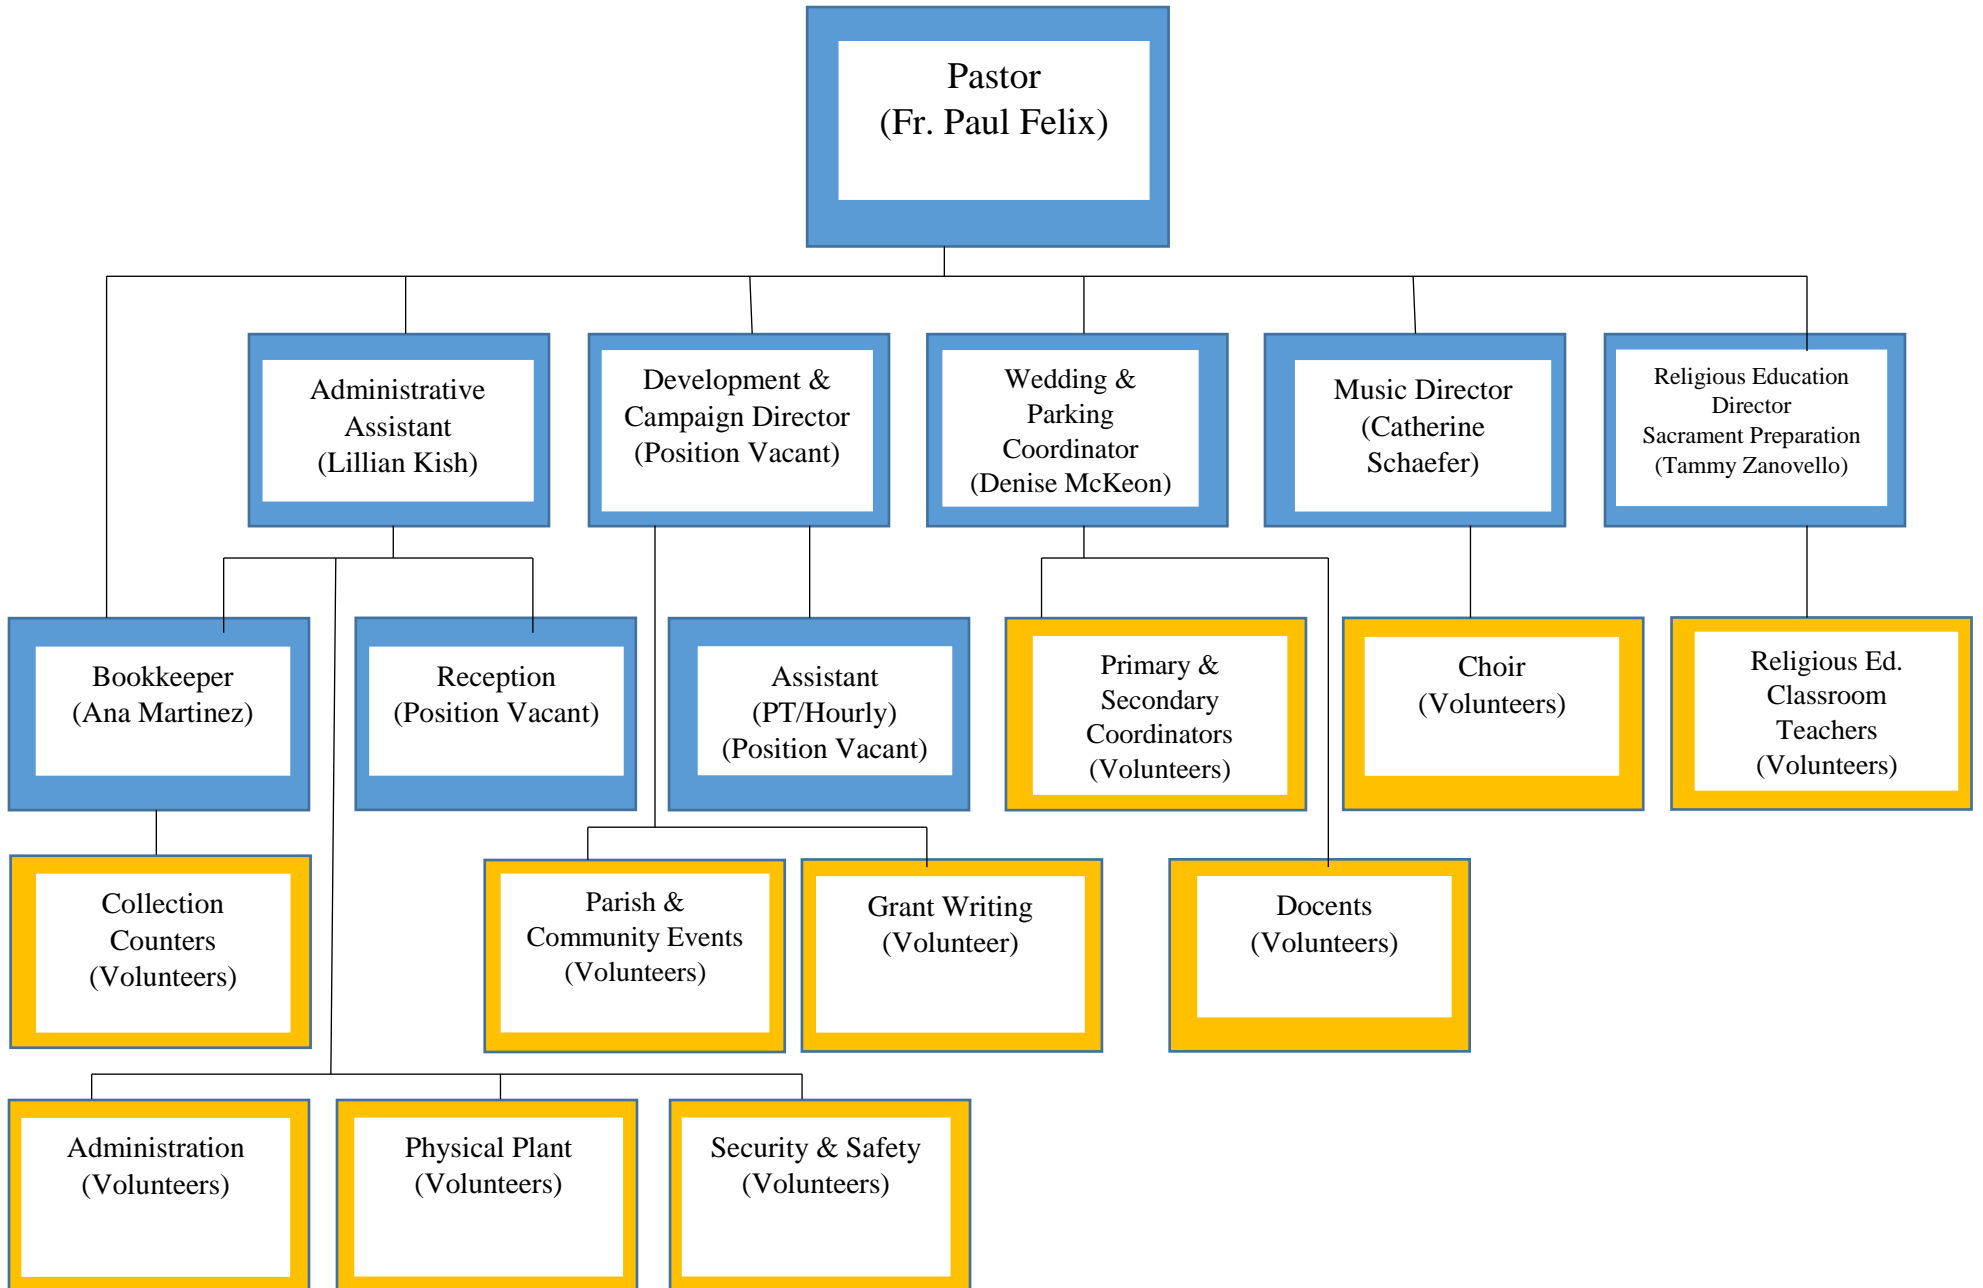 Pastor
(Fr. Paul Felix)
Administrative
Assistant
(Lillian Kish)
Development &
Campaign Director
(Position Vacant)
Wedding &
Parking
Coordinator
(Denise McKeon)
Music Director
(Catherine
Schaefer)
Religious Education
Director
Sacrament Preparation
(Tammy Zanovello)
Bookkeeper
(Ana Martinez)
Reception
(Position Vacant)
Assistant
(PT/Hourly)
(Position Vacant)
Primary &
Secondary
Coordinators
(Volunteers)
Choir
(Volunteers)
Religious Ed.
Classroom
Teachers
(Volunteers)
Collection
Counters
(Volunteers)
Parish &
Community Events
(Volunteers)
Grant Writing
(Volunteer)
Docents
(Volunteers)
Administration
(Volunteers)
Physical Plant
(Volunteers)
Security & Safety
(Volunteers)